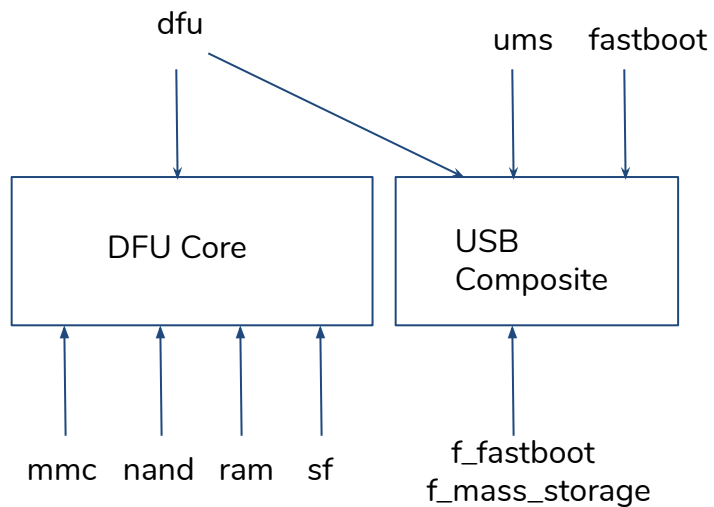 dfu
ums fastboot
DFU Core
USB
Composite
mmc nand ram sf
f_fastboot
f_mass_storage